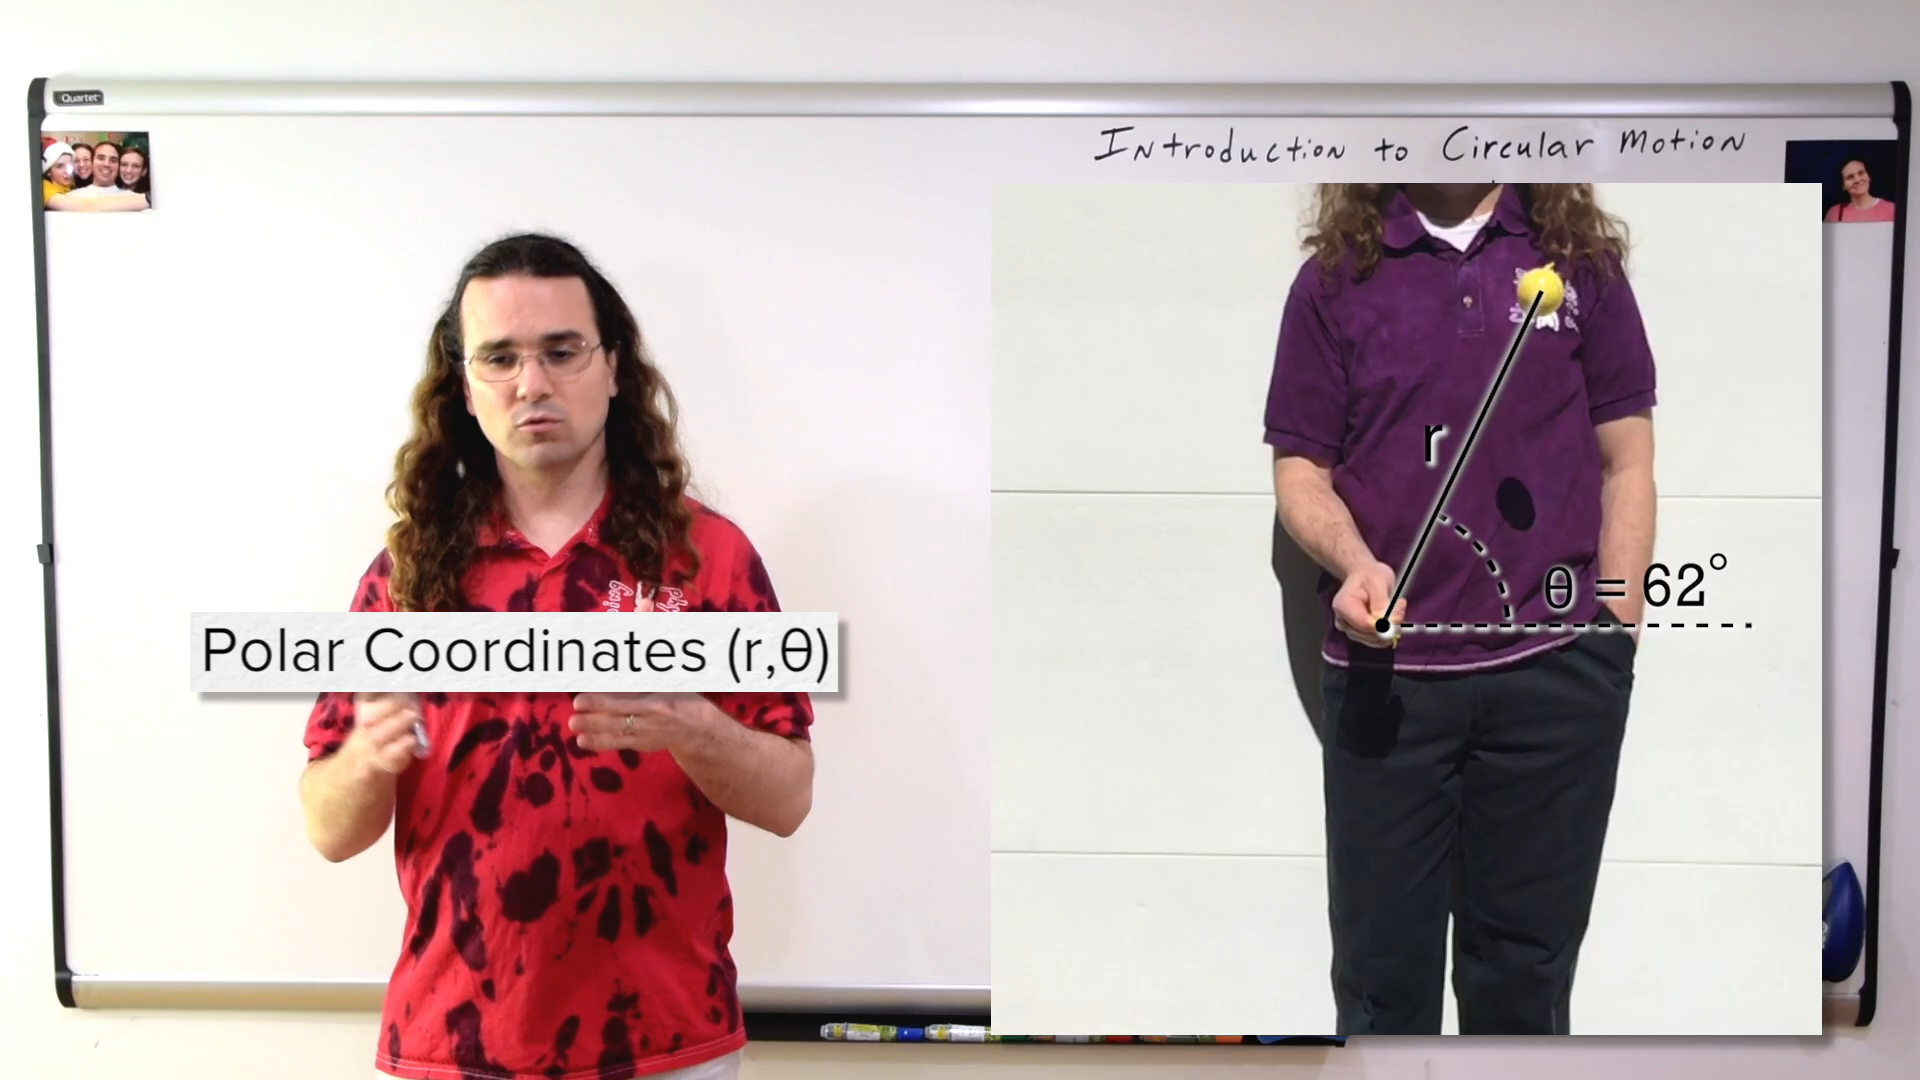 Quartet
Introduction to Circular Motion
r
θ = 62°
Polar Coordinates (r,θ)